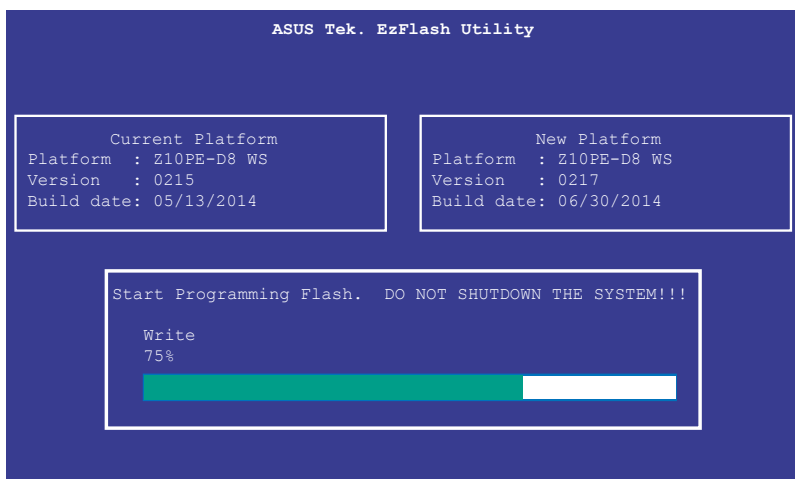 ASUS Tek. EzFlash Utility
Current Platform
Platform : Z10PE-D8 WS
Version : 0215
Build date: 05/13/2014
New Platform
Platform : Z10PE-D8 WS
Version : 0217
Build date: 06/30/2014
Start Programming Flash. DO NOT SHUTDOWN THE SYSTEM!!!
Write
75%